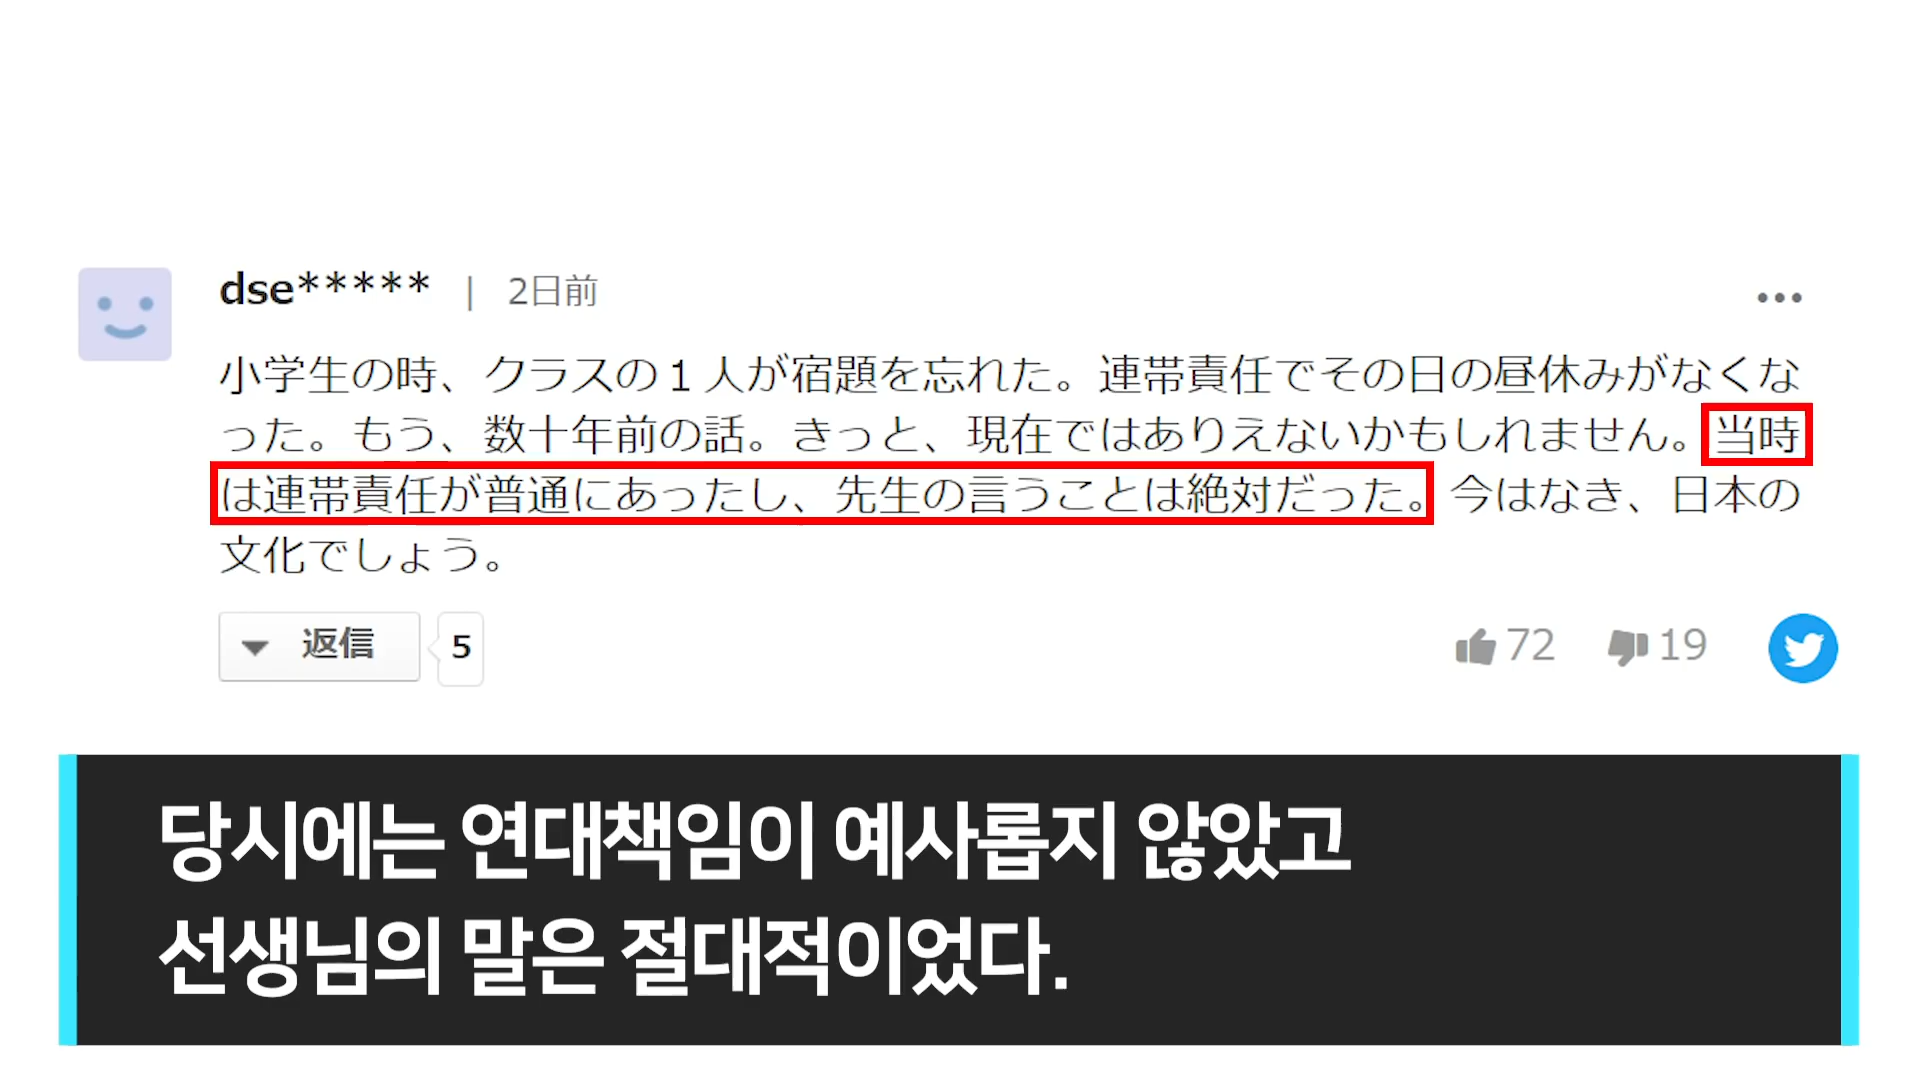 dse***** | 2日前
小学生の時、クラスの１人が宿題を忘れた。連帯責任でその日の昼休みがなくな
った。もう、数十年前の話。きっと、現在ではありえないかもしれません。当時
は連帯責任が普通にあったし、先生の言うことは絶対だった。今はなき、日本の
文化でしょう。
返信 5 72 19
당시에는 연대책임이 예사롭지 않았고
선생님의 말은 절대적이었다.